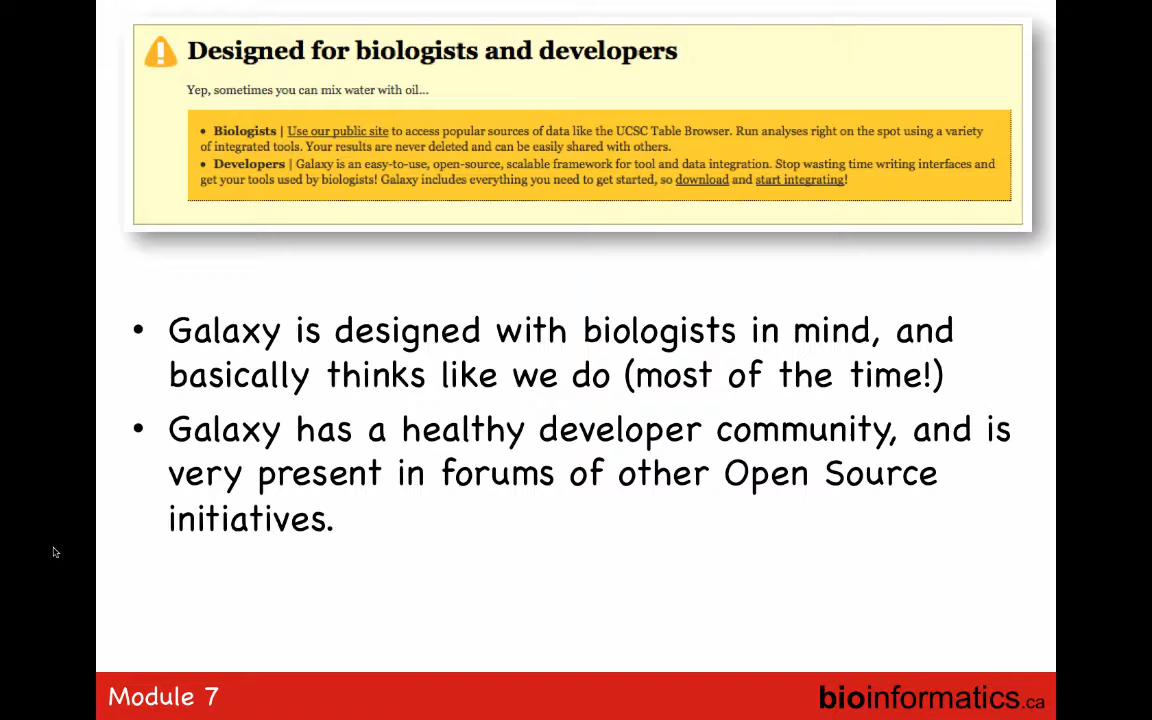 Designed for biologists and developers
Yep, sometimes you can mix water with oil...
• Biologists | Use our public site to access popular sources of data like the UCSC Table Browser. Run analyses right on the spot using a variety
of integrated tools. Your results are never deleted and can be easily shared with others.
• Developers | Galaxy is an easy-to-use, open-source, scalable framework for tool and data integration. Stop wasting time writing interfaces and
get your tools used by biologists! Galaxy includes everything you need to get started, so download and start integrating!
• Galaxy is designed with biologists in mind, and
basically thinks like we do (most of the time!)
• Galaxy has a healthy developer community, and is
very present in forums of other Open Source
initiatives.
Module 7
bioinformatics.ca